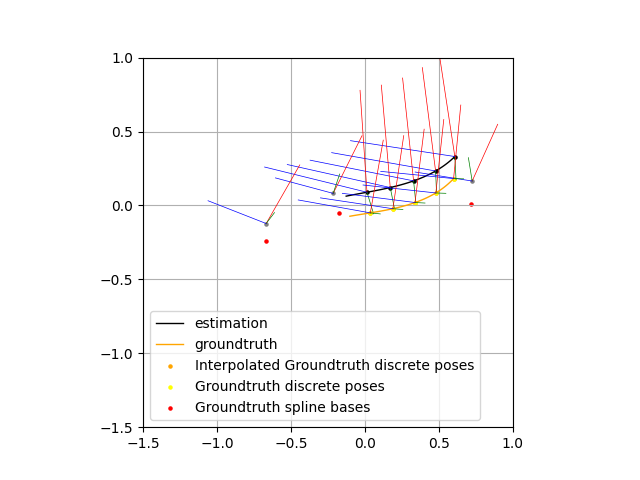 1.0
0.5
0.0
−0.5
−1.0
−1.5
estimation
groundtruth
Interpolated Groundtruth discrete poses
Groundtruth discrete poses
Groundtruth spline bases
−1.5 −1.0 −0.5 0.0 0.5 1.0